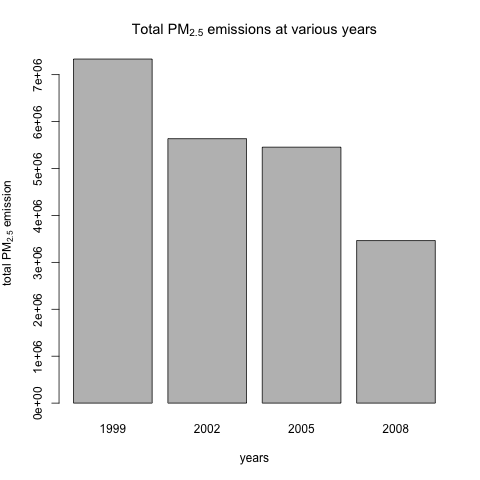 Total PM2.5 emissions at various years
7e+06
6e+06
5e+06
4e+06
3e+06
2e+06
1e+06
0e+00
total PM2.5 emission
1999 2002 2005 2008
years